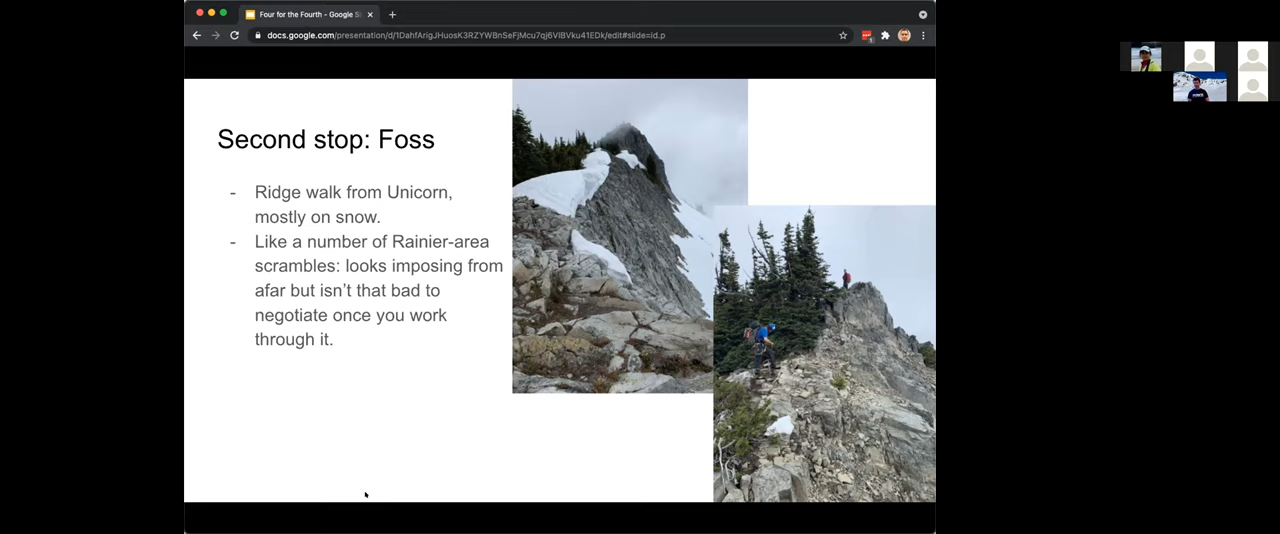 Four for the Fourth - Google S
docs.google.com/presentation/d/1DahfArigJHuosK3RZYWBnSeFjMcu7qj6VlBVku41EDk/edit#slide=id.p
Second stop: Foss
- Ridge walk from Unicorn,
mostly on snow.
- Like a number of Rainier-area
scrambles: looks imposing from
afar but isn't that bad to
negotiate once you work
through it.